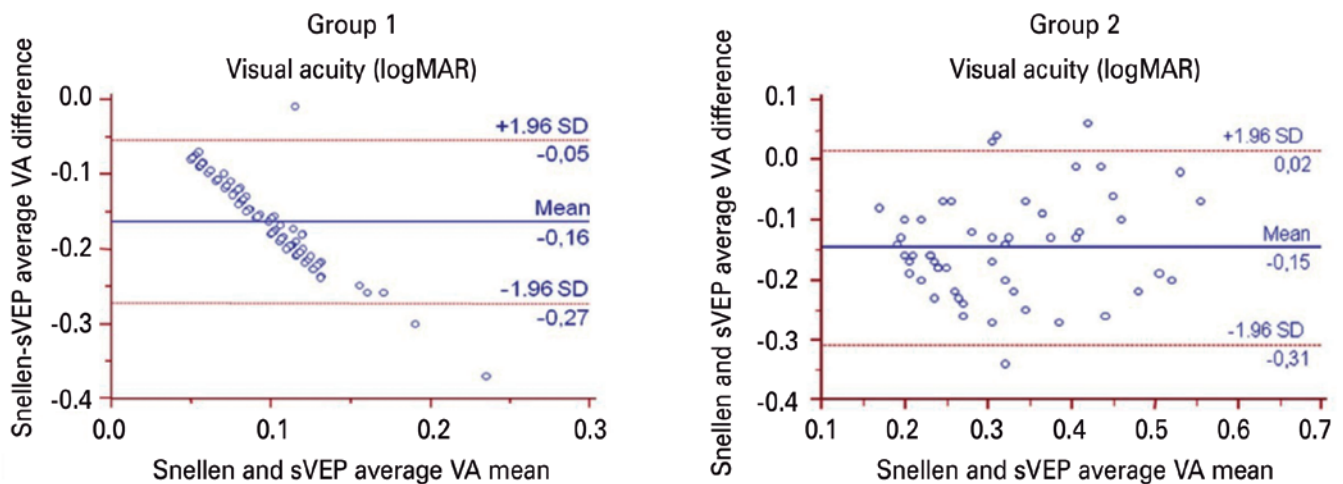 Group 1
Visual acuity (logMAR)
Snellen-sVEP average VA difference
0.0
-0.1
-0.2
-0.3
-0.4
+1.96 SD
-0,05
Mean
-0,16
-1.96 SD
-0,27
0.0 0.1 0.2 0.3
Snellen and sVEP average VA mean
Group 2
Visual acuity (logMAR)
Snellen and sVEP average VA difference
0.1
0.0
-0.1
-0.2
-0.3
-0.4
+1.96 SD
0,02
Mean
-0,15
-1.96 SD
-0,31
0.1 0.2 0.3 0.4 0.5 0.6 0.7
Snellen and sVEP average VA mean